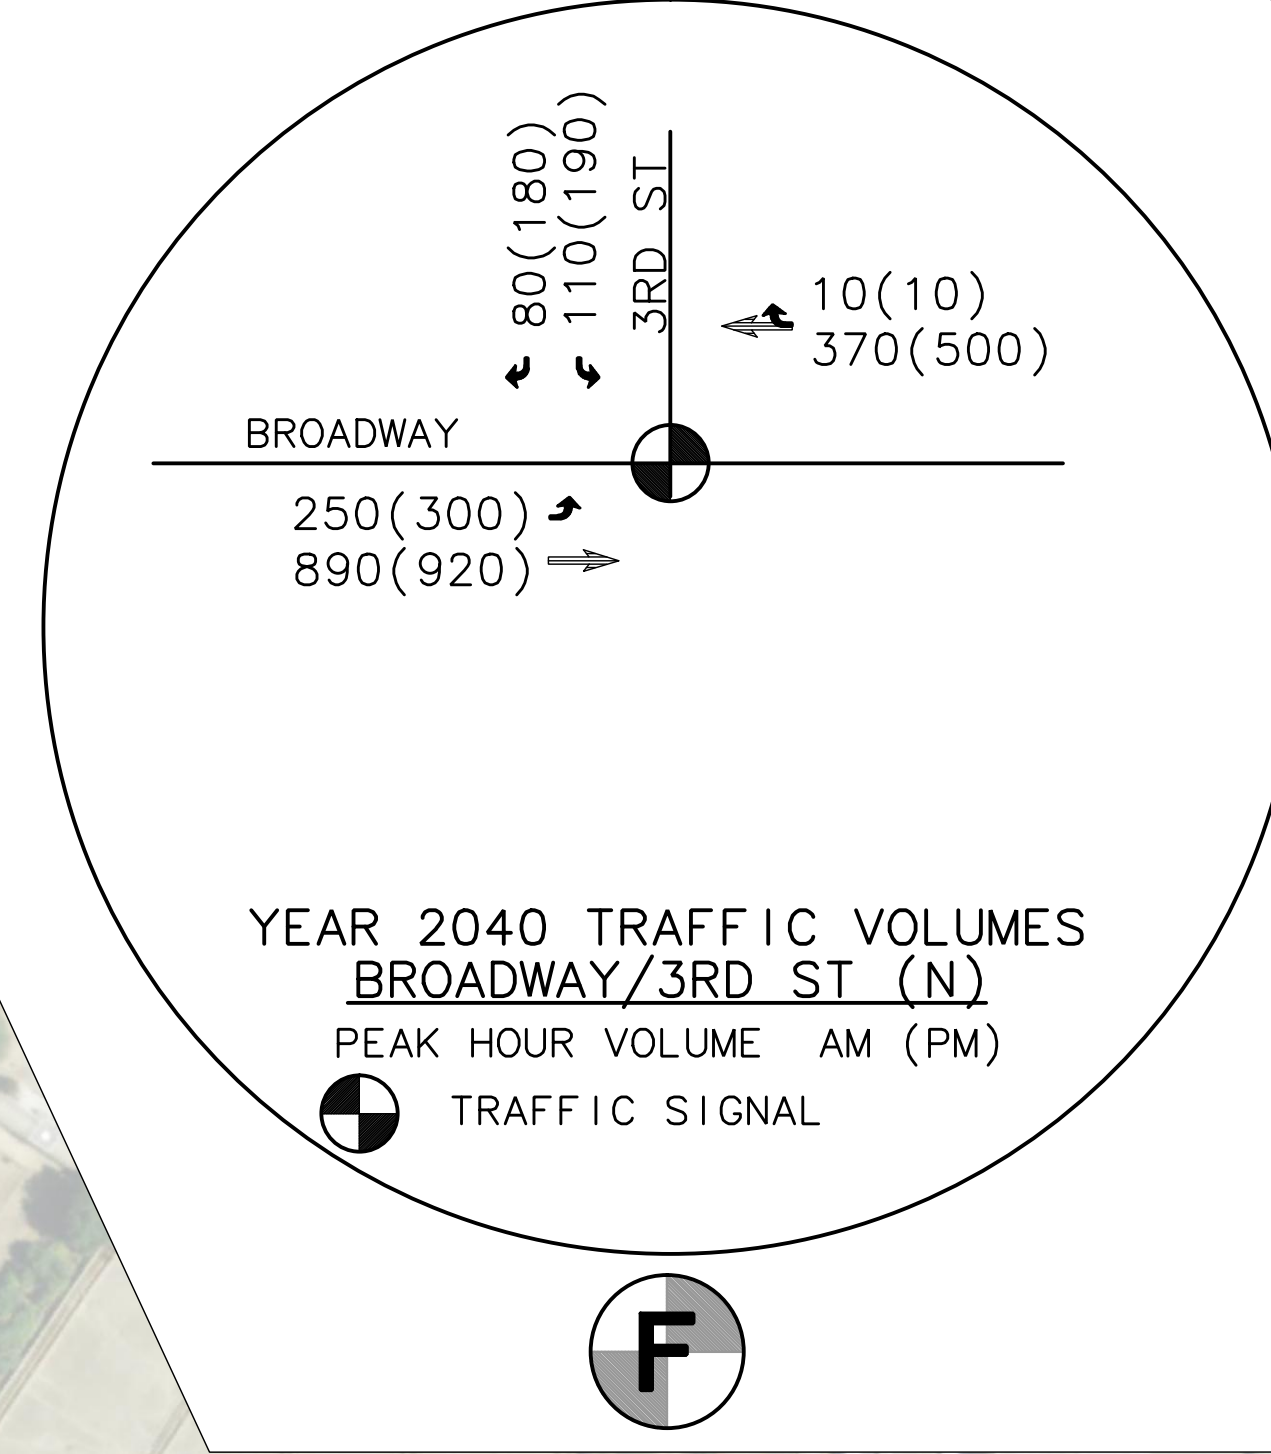 80(180)
110(190)
3RD ST
10(10)
370(500)
BROADWAY
250(300)
890(920)
YEAR 2040 TRAFFIC VOLUMES
BROADWAY/3RD ST (N)
PEAK HOUR VOLUME AM (PM)
TRAFFIC SIGNAL
F